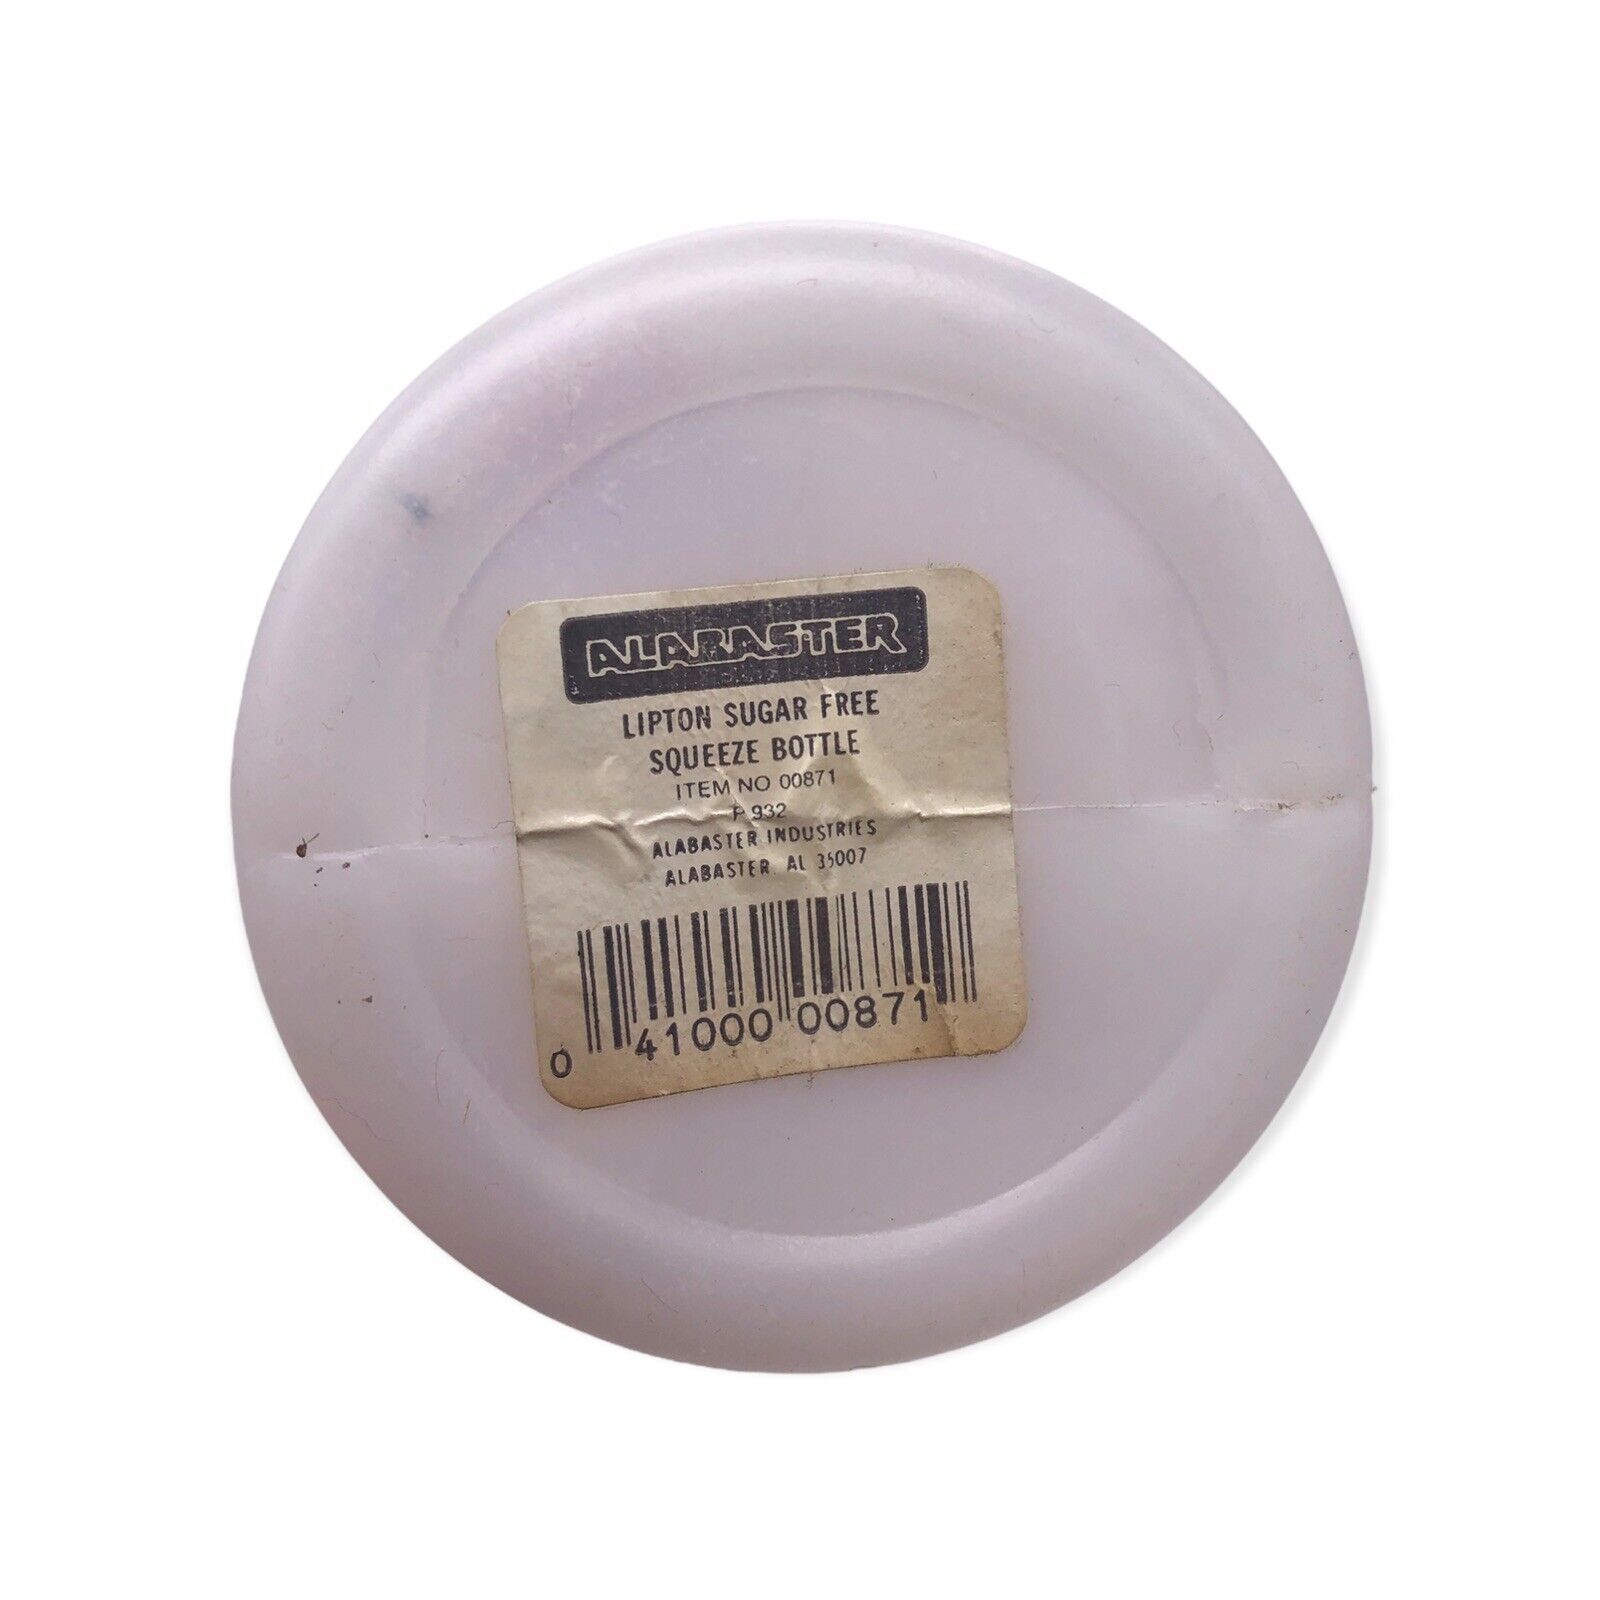 ALABASTER
LIPTON SUGAR FREE
SQUEEZE BOTTLE
ITEM NO 00871
P 932
ALABASTER INDUSTRIES
ALABASTER, AL 35007
0 41000 00871